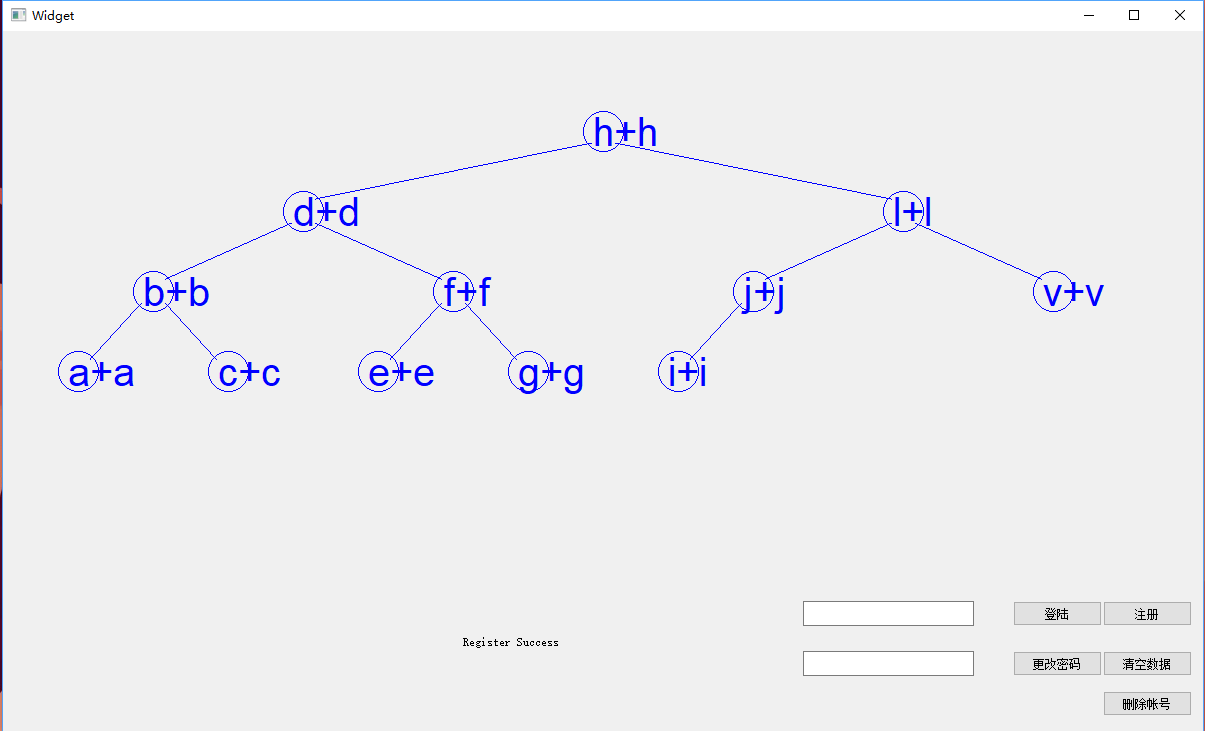 Widget
h+h
d+d l+l
b+b f+f j+j v+v
a+a c+c e+e g+g i+i
登陆 注册
Register Success
更改密码 清空数据
删除帐号